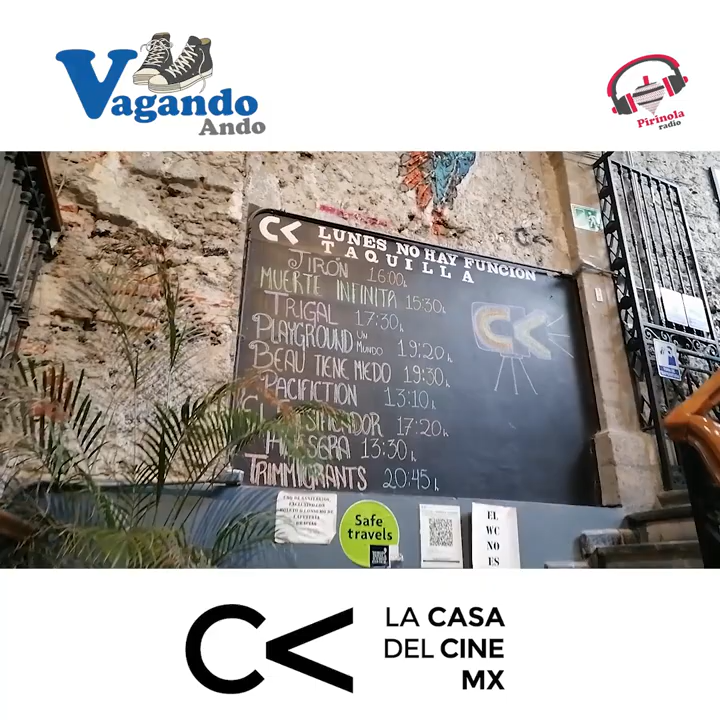 Vagando
Ando
Pirinola
radio
LUNES NO HAY FUNCION
TAQUILLA
JIRÓN 16:00h
MUERTE INFINITA 15:30h
TRIGAL 17:30h
PLAYGROUND UN MUNDO 19:20h
BEAU TIENE MIEDO 19:30h
PACIFICTION 13:10h
17:20h
13:30h
TRIMMIGRANTS 20:45h
Safe
travels
EL
WC
NO ES
LA CASA
DEL CINE
MX